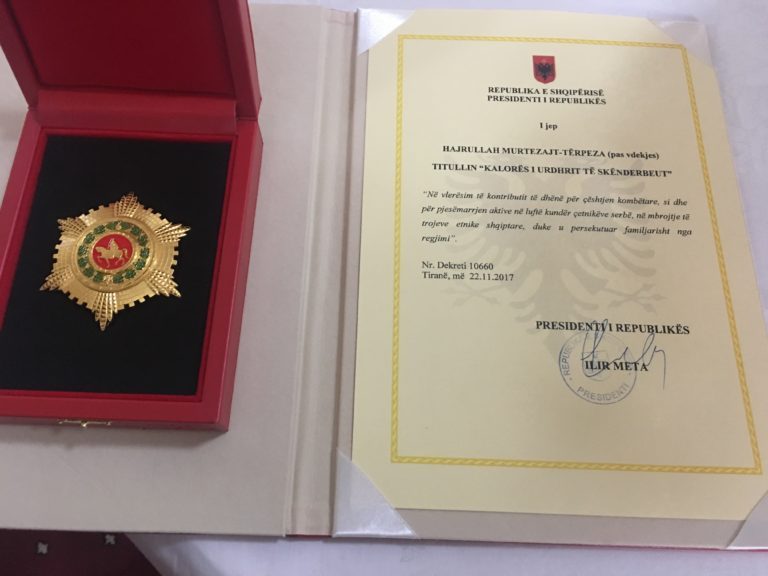 REPUBLIKA E SHQIPËRISË
PRESIDENTI I REPUBLIKËS
I jep
HAJRULLAH MURTEZAJT-TËRPEZA (pas vdekjes)
TITULLIN “KALORËS I URDHRIT TË SKËNDERBEUT”
“Në vlerësim të kontributit të dhënë për çështjen kombëtare, si dhe
për pjesëmarrjen aktive në luftë kundër çetnikëve serbë, në mbrojtje të
trojeve etnike shqiptare, duke u persekutuar familjarisht nga
regjimi”.
Nr. Dekreti 10660
Tiranë, më 22.11.2017
PRESIDENTI I REPUBLIKËS
ILIR META
PRESIDENTI